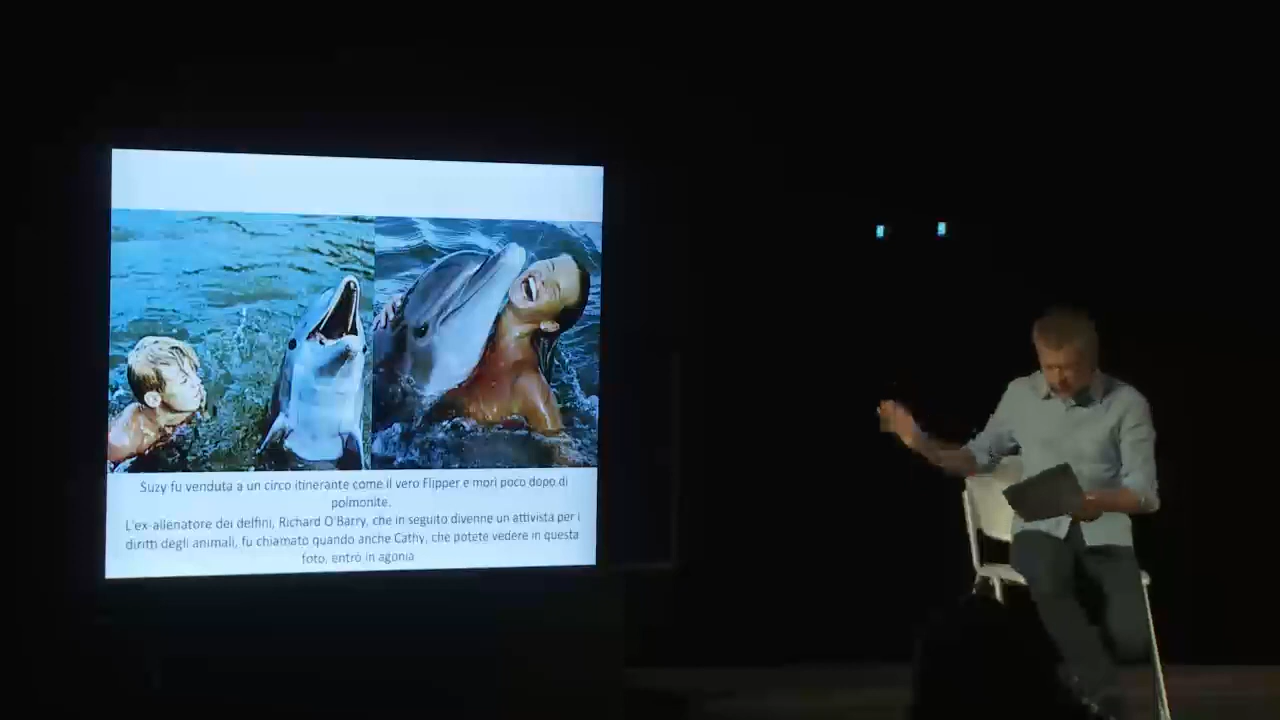 Suzy fu venduta a un circo itinerante come il vero Flipper e morì poco dopo di
polmonite.
L'ex-allenatore dei delfini, Richard O'Barry, che in seguito divenne un attivista per i
diritti degli animali, fu chiamato quando anche Cathy, che potete vedere in questa
foto, entrò in agonia